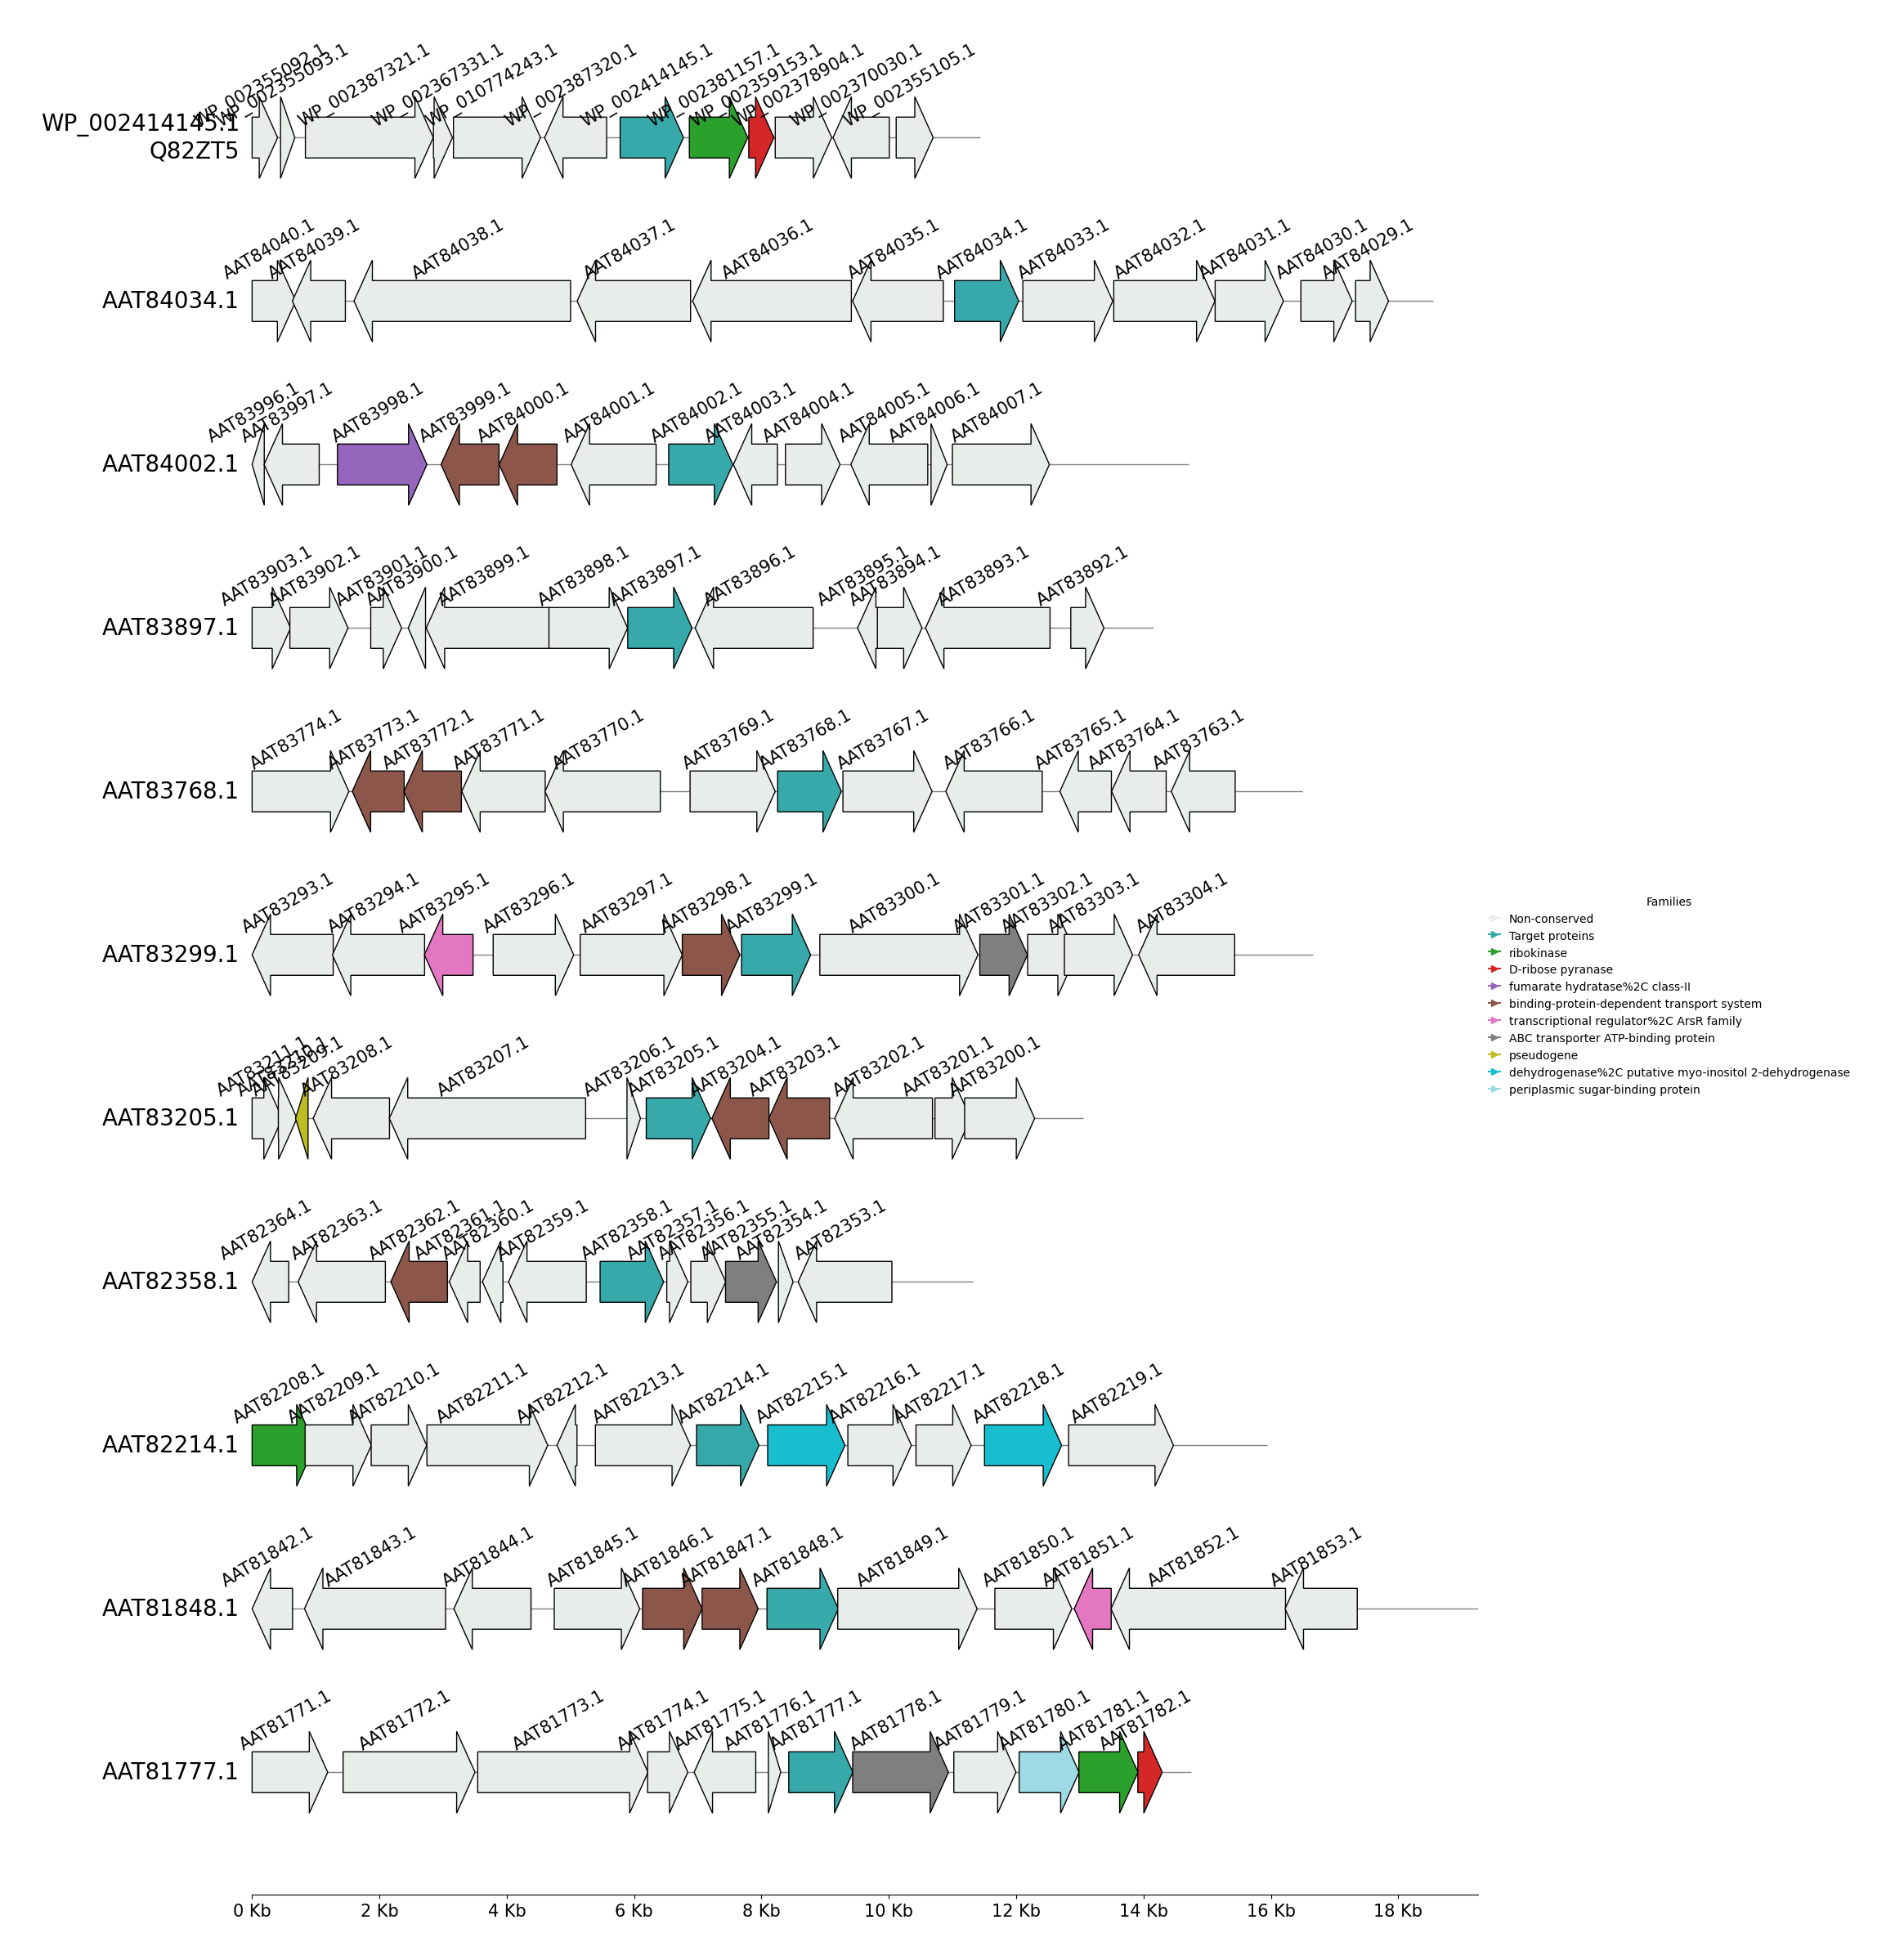 WP_002355092.1 WP_002355093.1 WP_002387321.1 WP_002367331.1 WP_010774243.1 WP_002387320.1 WP_002414145.1 WP_002381157.1 WP_002359153.1 WP_002378904.1 WP_002370030.1 WP_002355105.1
WP_002414145.1
Q82ZT5
AAT84040.1 AAT84039.1 AAT84038.1 AAT84037.1 AAT84036.1 AAT84035.1 AAT84034.1 AAT84033.1 AAT84032.1 AAT84031.1 AAT84030.1 AAT84029.1
AAT84034.1
AAT83996.1 AAT83997.1 AAT83998.1 AAT83999.1 AAT84000.1 AAT84001.1 AAT84002.1 AAT84003.1 AAT84004.1 AAT84005.1 AAT84006.1 AAT84007.1
AAT84002.1
AAT83903.1 AAT83902.1 AAT83901.1 AAT83900.1 AAT83899.1 AAT83898.1 AAT83897.1 AAT83896.1 AAT83895.1 AAT83894.1 AAT83893.1 AAT83892.1
AAT83897.1
AAT83774.1 AAT83773.1 AAT83772.1 AAT83771.1 AAT83770.1 AAT83769.1 AAT83768.1 AAT83767.1 AAT83766.1 AAT83765.1 AAT83764.1 AAT83763.1
AAT83768.1
AAT83293.1 AAT83294.1 AAT83295.1 AAT83296.1 AAT83297.1 AAT83298.1 AAT83299.1 AAT83300.1 AAT83301.1 AAT83302.1 AAT83303.1 AAT83304.1
AAT83299.1
Families
Non-conserved
Target proteins
ribokinase
D-ribose pyranase
fumarate hydratase%2C class-II
binding-protein-dependent transport system
transcriptional regulator%2C ArsR family
ABC transporter ATP-binding protein
pseudogene
dehydrogenase%2C putative myo-inositol 2-dehydrogenase
periplasmic sugar-binding protein
AAT83211.1 AAT83210.1 AAT83209.1 AAT83208.1 AAT83207.1 AAT83206.1 AAT83205.1 AAT83204.1 AAT83203.1 AAT83202.1 AAT83201.1 AAT83200.1
AAT83205.1
AAT82364.1 AAT82363.1 AAT82362.1 AAT82361.1 AAT82360.1 AAT82359.1 AAT82358.1 AAT82357.1 AAT82356.1 AAT82355.1 AAT82354.1 AAT82353.1
AAT82358.1
AAT82208.1 AAT82209.1 AAT82210.1 AAT82211.1 AAT82212.1 AAT82213.1 AAT82214.1 AAT82215.1 AAT82216.1 AAT82217.1 AAT82218.1 AAT82219.1
AAT82214.1
AAT81842.1 AAT81843.1 AAT81844.1 AAT81845.1 AAT81846.1 AAT81847.1 AAT81848.1 AAT81849.1 AAT81850.1 AAT81851.1 AAT81852.1 AAT81853.1
AAT81848.1
AAT81771.1 AAT81772.1 AAT81773.1 AAT81774.1 AAT81775.1 AAT81776.1 AAT81777.1 AAT81778.1 AAT81779.1 AAT81780.1 AAT81781.1 AAT81782.1
AAT81777.1
0 Kb 2 Kb 4 Kb 6 Kb 8 Kb 10 Kb 12 Kb 14 Kb 16 Kb 18 Kb